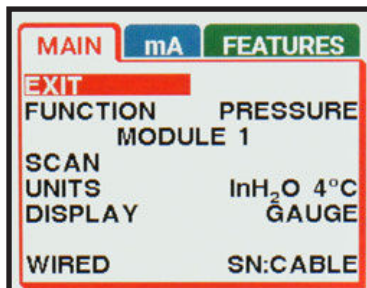 MAIN mA FEATURES
EXIT
FUNCTION PRESSURE
MODULE 1
SCAN
UNITS InH₂O 4°C
DISPLAY GAUGE
WIRED SN:CABLE